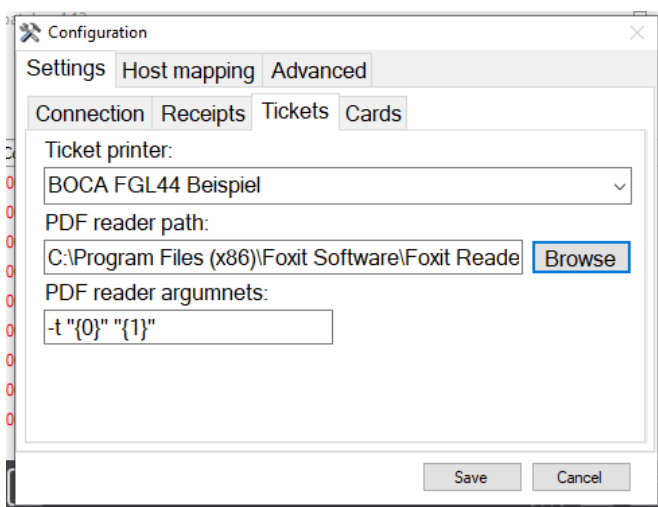 Configuration
Settings Host mapping Advanced
Connection Receipts Tickets Cards
Ticket printer:
BOCA FGL44 Beispiel
PDF reader path:
C:\Program Files (x86)\Foxit Software\Foxit Reade Browse
PDF reader argumnets:
-t "{0}" "{1}"
Save Cancel